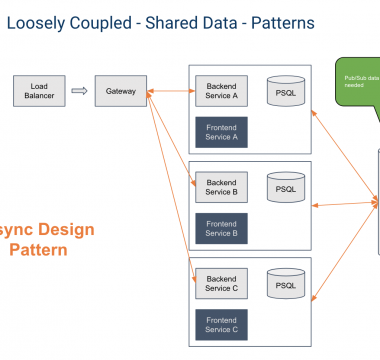 Loosely Coupled - Shared Data - Patterns
Pub/Sub data
needed
Load
Balancer
Gateway
Backend
Service A
PSQL
Frontend
Service A
Backend
Service B
PSQL
Frontend
Service B
sync Design
Pattern
Backend
Service C
PSQL
Frontend
Service C